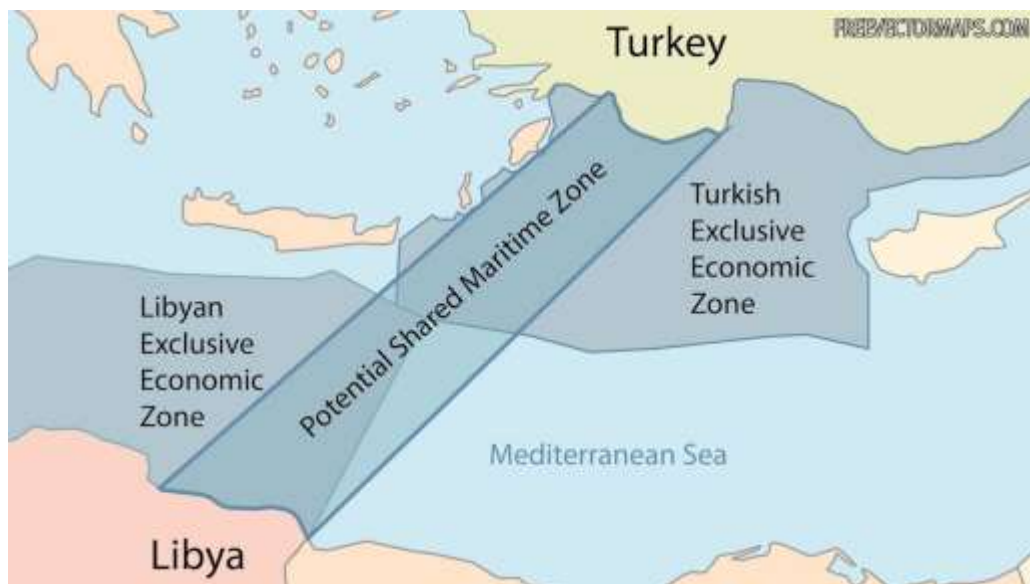 FREEVECTORMAPS.COM
Turkey
Potential Shared Maritime Zone
Turkish
Exclusive
Economic
Zone
Libyan
Exclusive
Economic
Zone
Mediterranean Sea
Libya